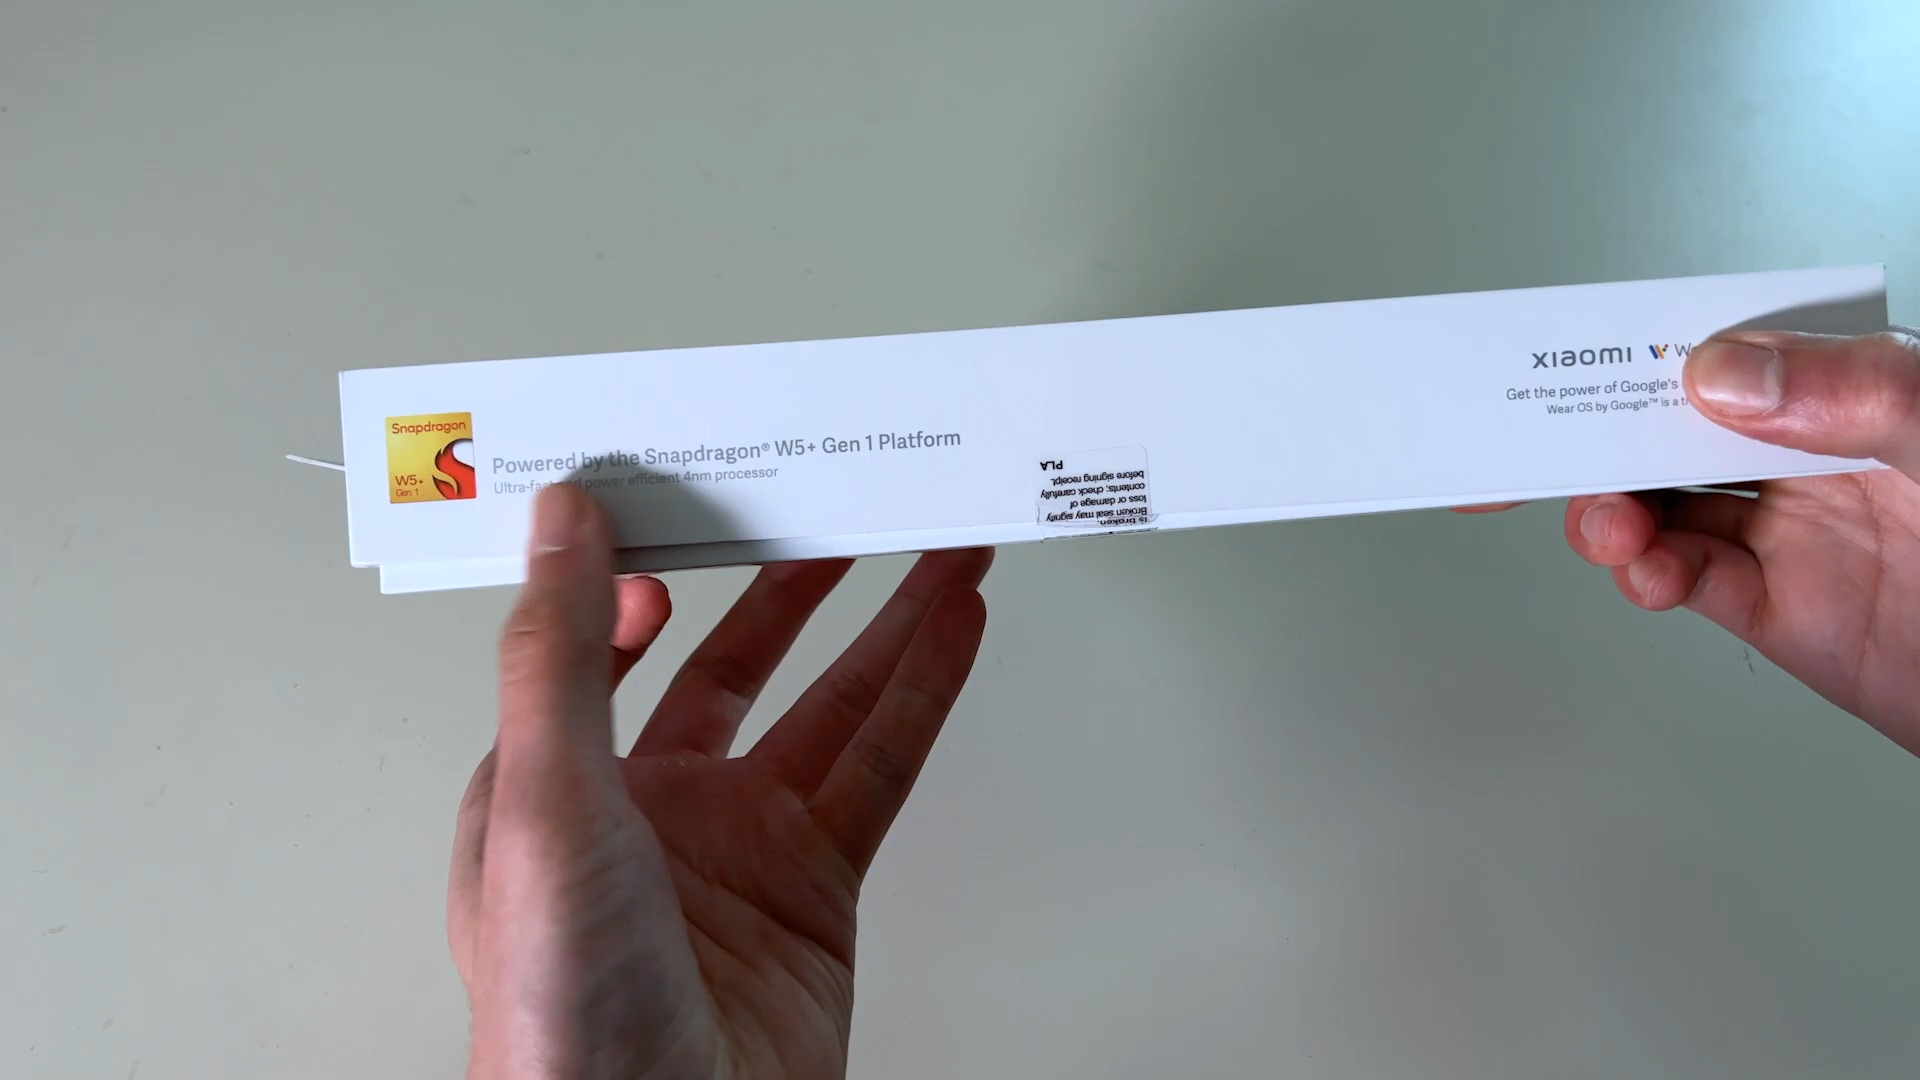 Snapdragon
W5+
Gen 1
Powered by the Snapdragon® W5+ Gen 1 Platform
Ultra-fast and power efficient 4nm processor
xiaomi
Get the power of Google's
Wear OS by Google™ is a
is broken.
Broken seal may signify
loss or damage of
contents; check carefully
before signing receipt.
PLA